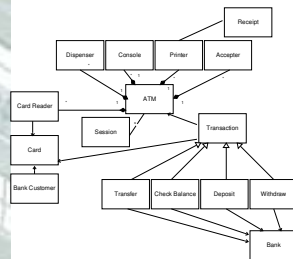 Receipt
Dispenser
Console
Printer
Accepter
Card Reader
ATM
Session
Transaction
Card
Bank Customer
Transfer
Check Balance
Deposit
Withdraw
Bank